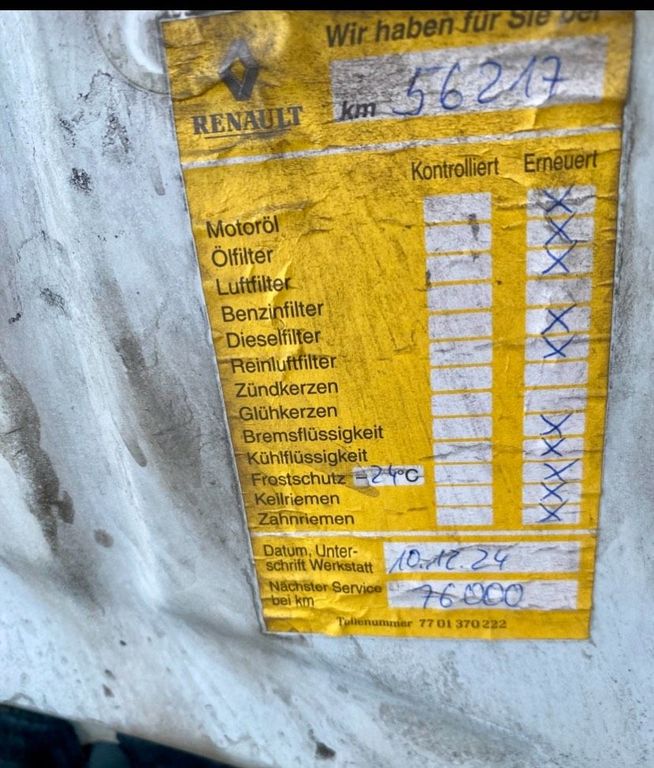 Wir haben für Sie bei
RENAULT
km 56217
Kontrolliert Erneuert
Motoröl X
Ölfilter X
Luftfilter X
Benzinfilter
Dieselfilter X
Reinluftfilter X
Zündkerzen
Glühkerzen
Bremsflüssigkeit X
Kühlflüssigkeit X
Frostschutz -24°C X
Keilriemen X
Zahnriemen X
Datum, Unter-
schrift Werkstatt 10.12.24
Nächster Service
bei km 76000
Teilenummer 77 01 370 222